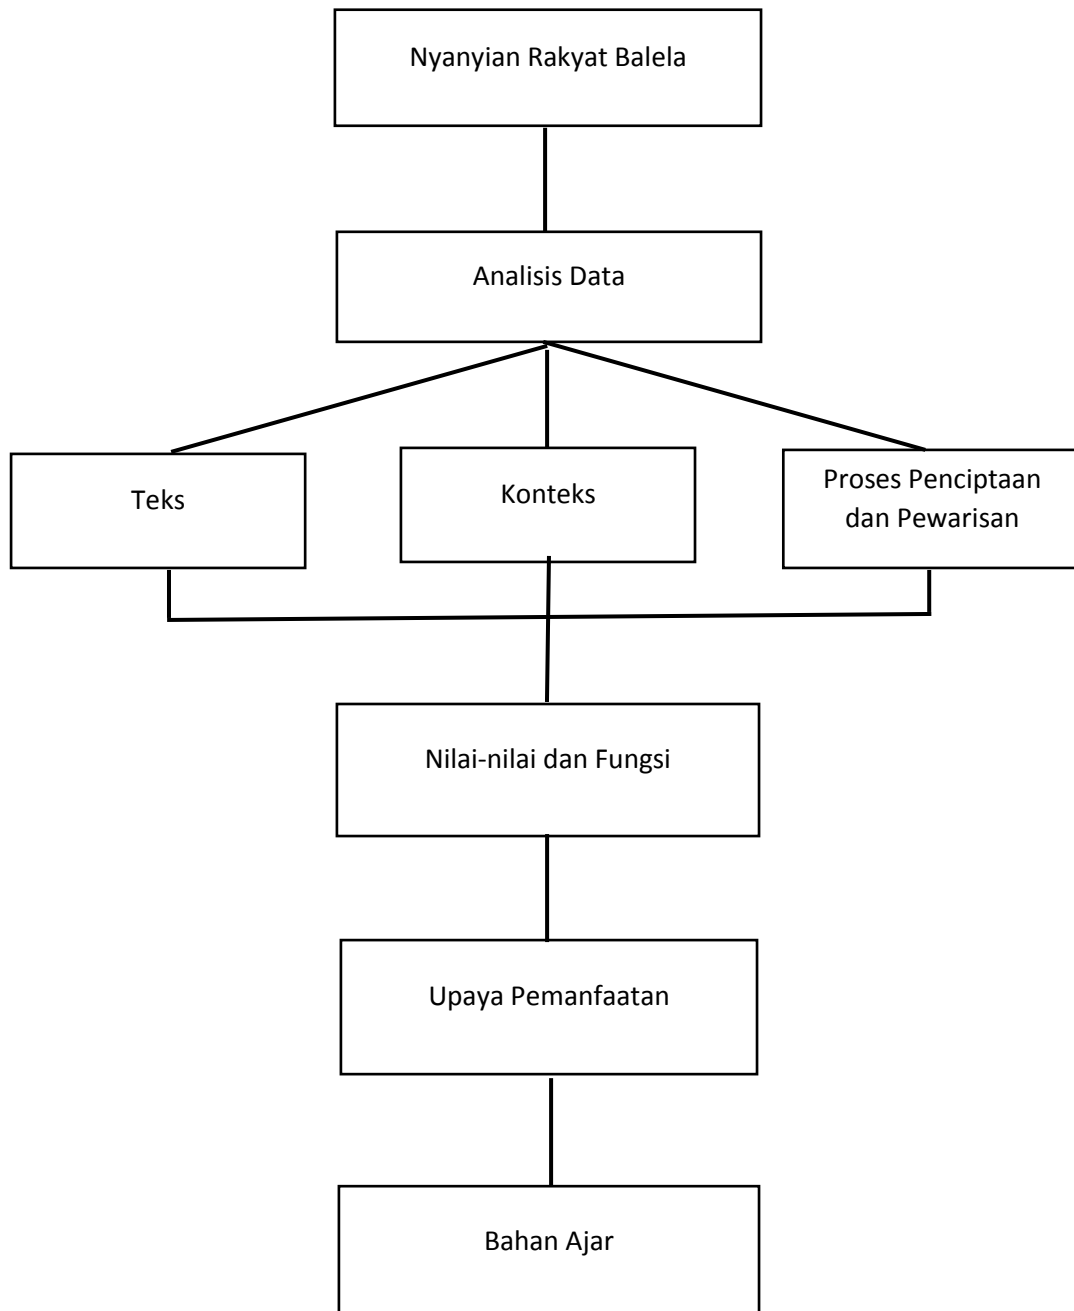 Nyanyian Rakyat Balela
Analisis Data
Teks
Konteks
Proses Penciptaan
dan Pewarisan
Nilai-nilai dan Fungsi
Upaya Pemanfaatan
Bahan Ajar